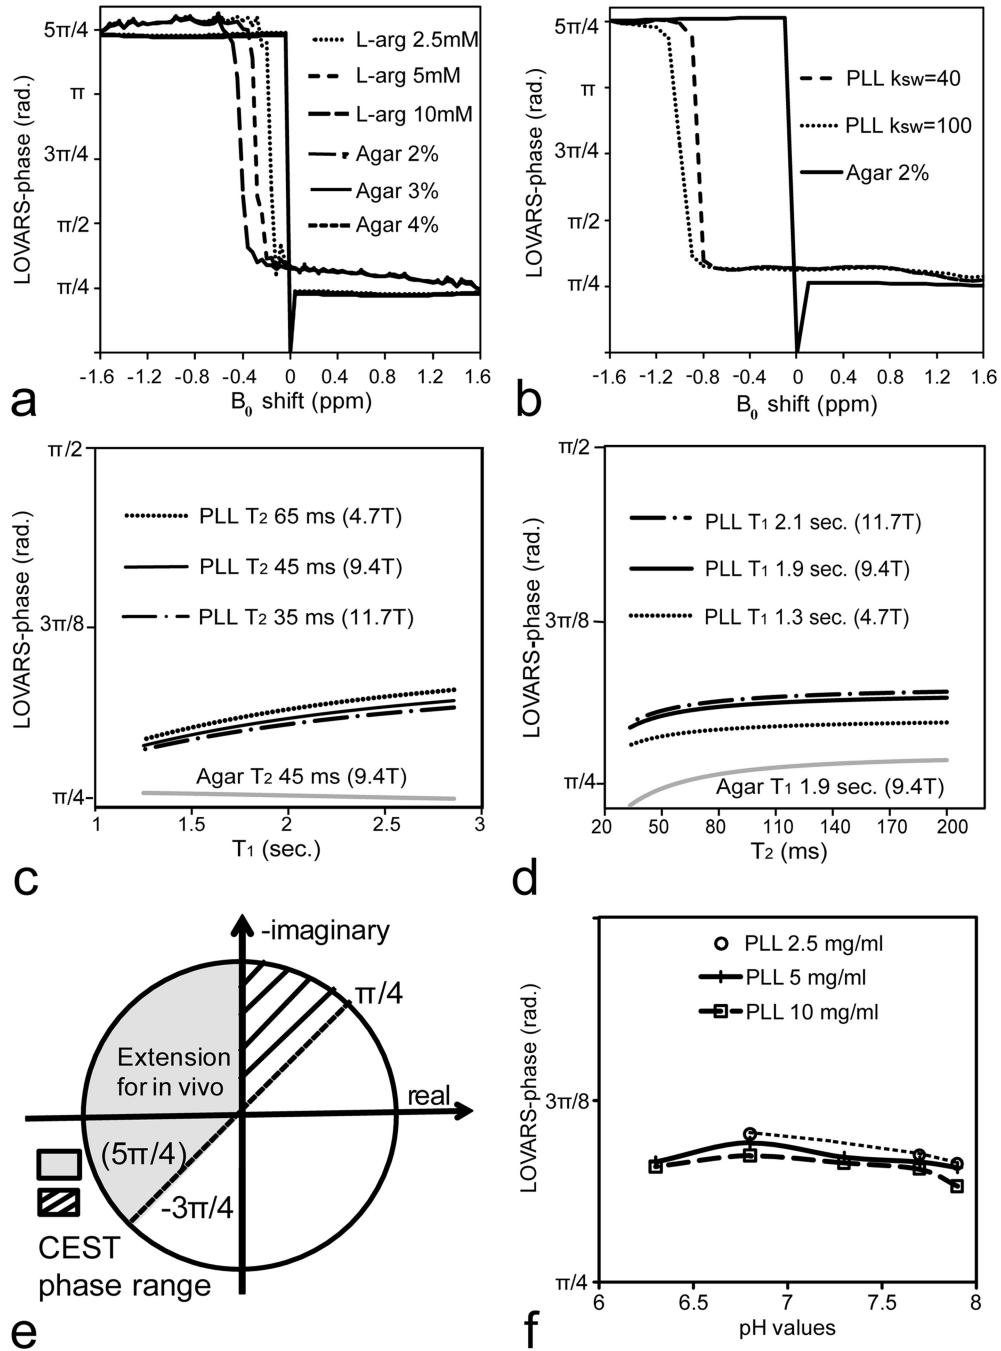 LOVARS-phase (rad.)
5π/4
π
3π/4
π/2
π/4
L-arg 2.5mM
L-arg 5mM
L-arg 10mM
Agar 2%
Agar 3%
Agar 4%
-1.6 -1.2 -0.8 -0.4 0 0.4 0.8 1.2 1.6
B0 shift (ppm)
a
LOVARS-phase (rad.)
5π/4
π
3π/4
π/2
π/4
PLL ksw=40
PLL ksw=100
Agar 2%
-1.6 -1.2 -0.8 -0.4 0 0.4 0.8 1.2 1.6
B0 shift (ppm)
b
LOVARS-phase (rad.)
π/2
3π/8
π/4
PLL T2 65 ms (4.7T)
PLL T2 45 ms (9.4T)
PLL T2 35 ms (11.7T)
Agar T2 45 ms (9.4T)
1 1.5 2 2.5 3
T1 (sec.)
c
LOVARS-phase (rad.)
π/2
3π/8
π/4
PLL T1 2.1 sec. (11.7T)
PLL T1 1.9 sec. (9.4T)
PLL T1 1.3 sec. (4.7T)
Agar T1 1.9 sec. (9.4T)
20 50 80 110 140 170 200
T2 (ms)
d
-imaginary
π/4
Extension
for in vivo
real
(5π/4)
-3π/4
CEST
phase range
e
LOVARS-phase (rad.)
3π/8
π/4
PLL 2.5 mg/ml
PLL 5 mg/ml
PLL 10 mg/ml
6 6.5 7 7.5 8
pH values
f